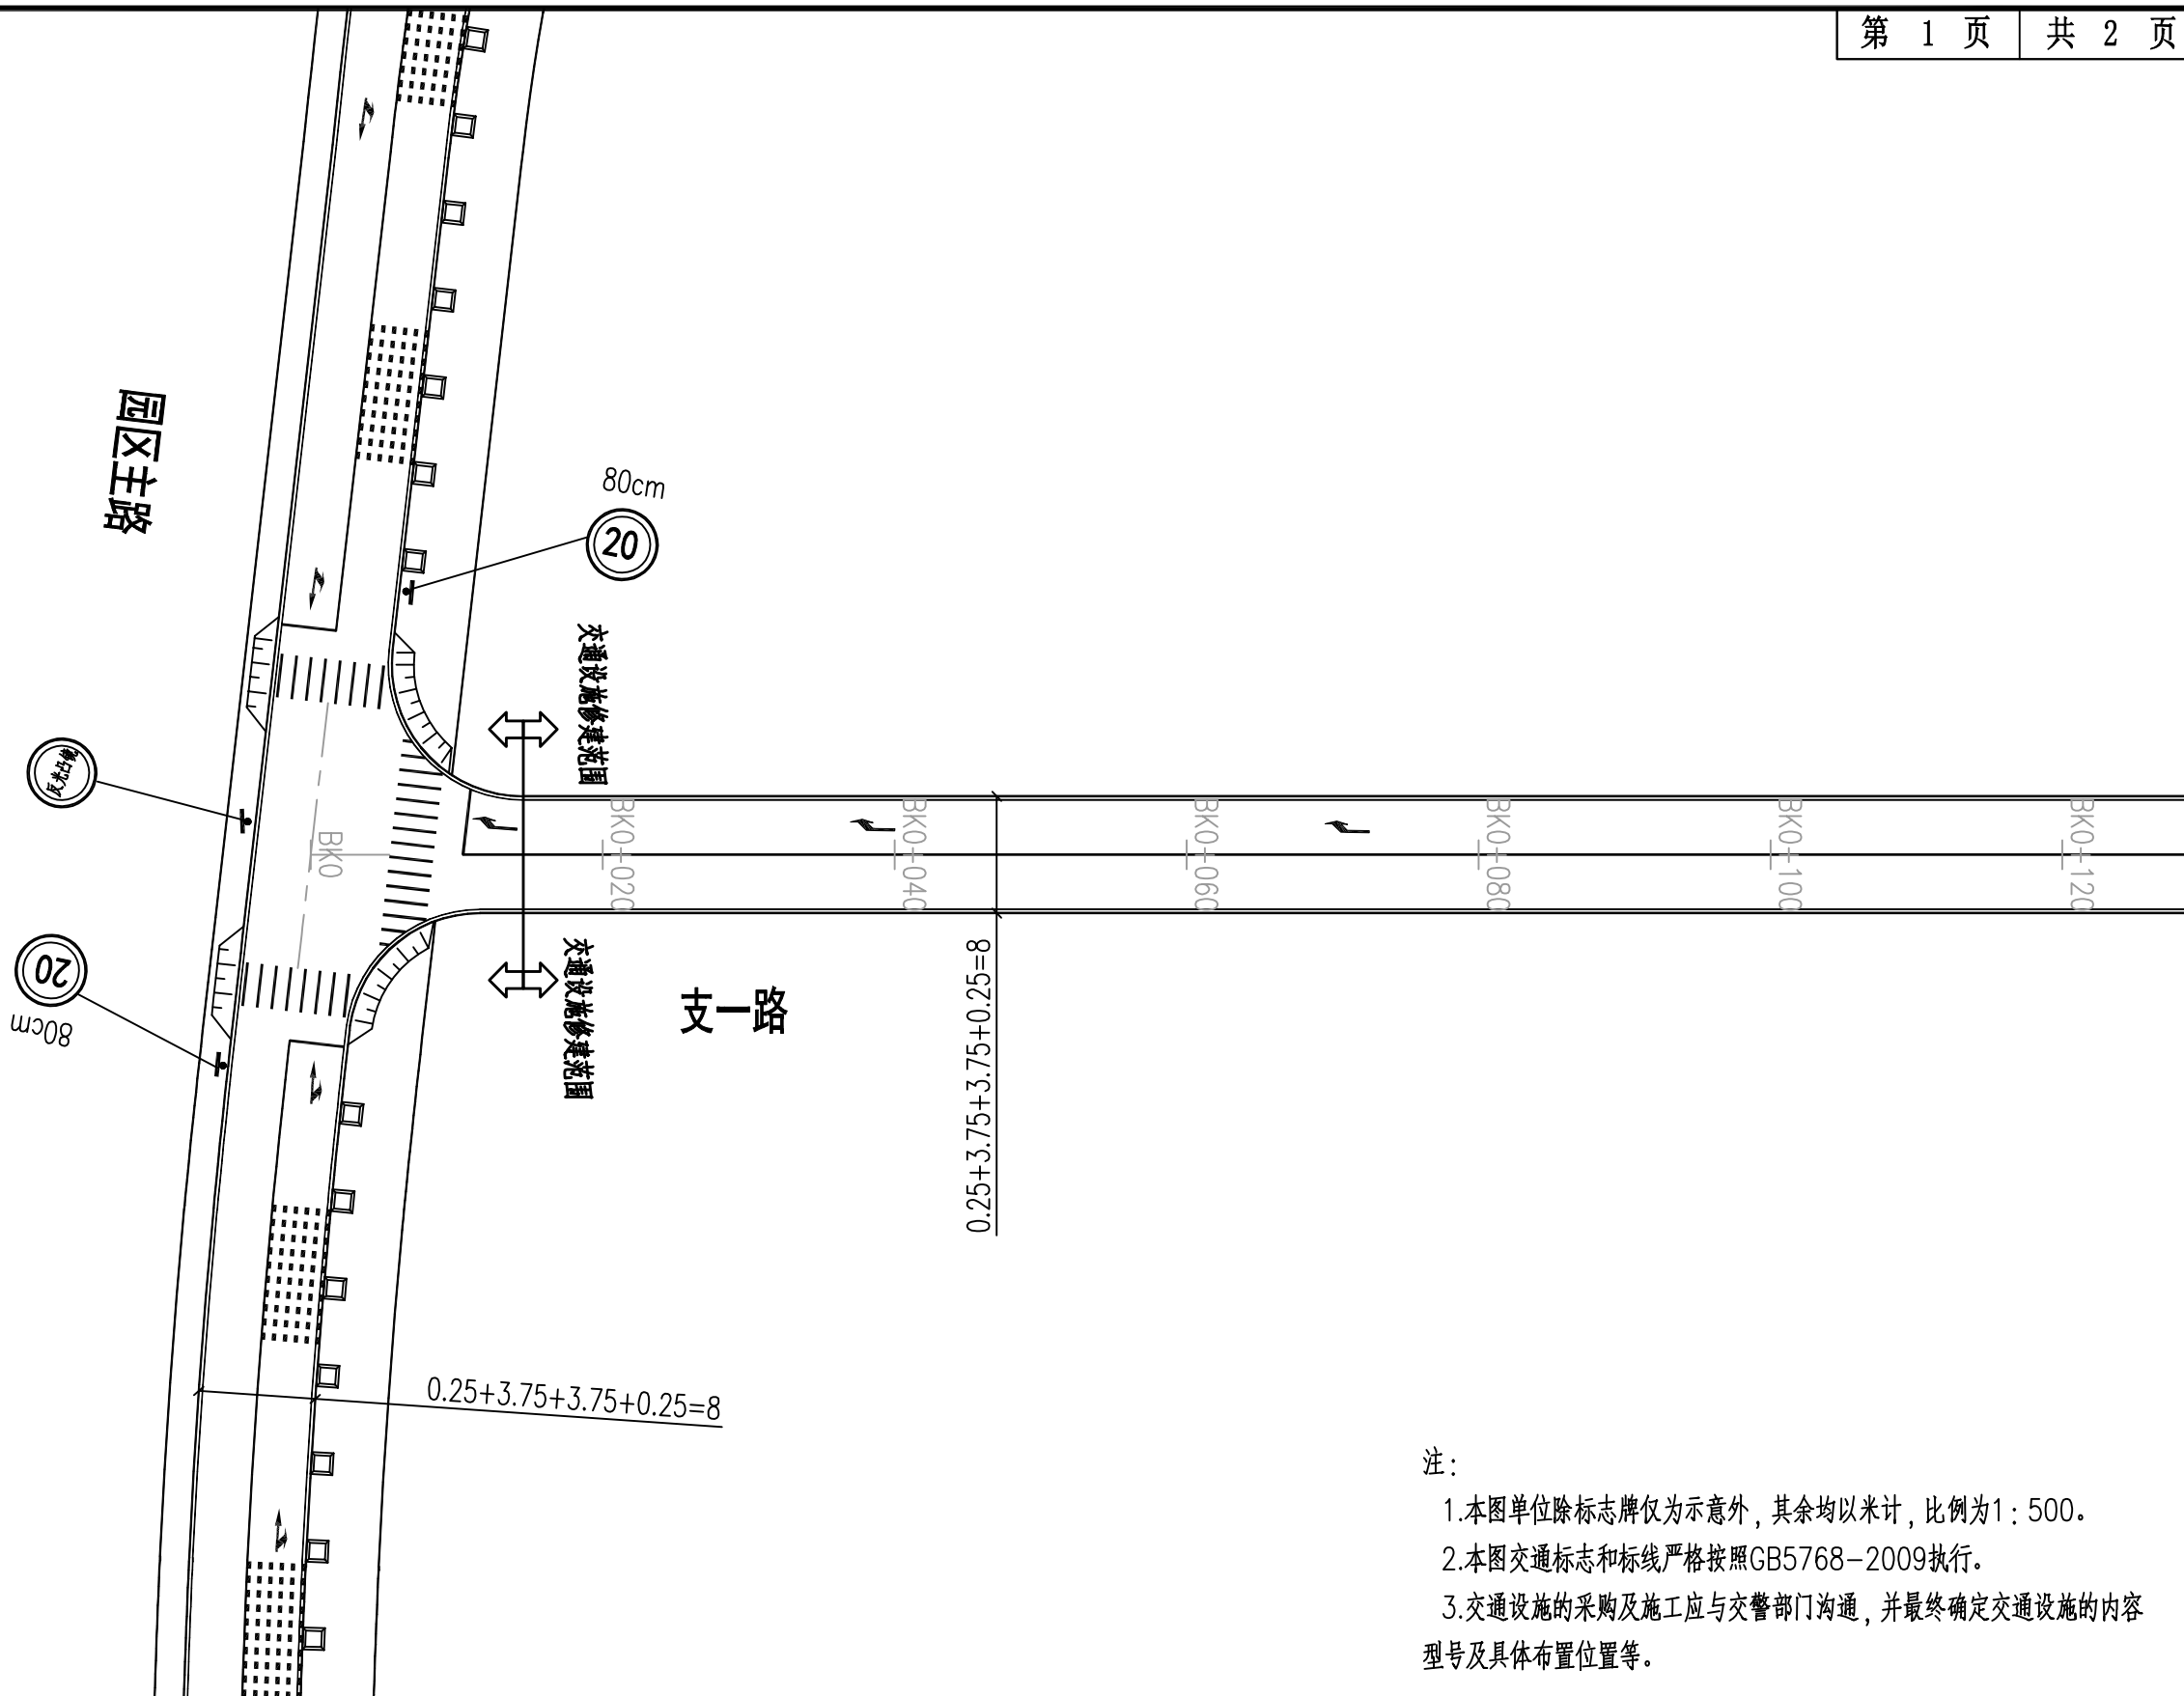 第 1 页 共 2 页
园区主路
80cm
20
交通设施修建范围
反光凸镜
BK0
BK0-020
BK0-040
BK0-060
BK0-080
BK0-100
BK0-120
20
80cm
交通设施修建范围
支一路
0.25+3.75+3.75+0.25=8
0.25+3.75+3.75+0.25=8
注：
1.本图单位除标志牌仅为示意外，其余均以米计，比例为1：500。
2.本图交通标志和标线严格按照GB5768-2009执行。
3.交通设施的采购及施工应与交警部门沟通，并最终确定交通设施的内容
型号及具体布置位置等。